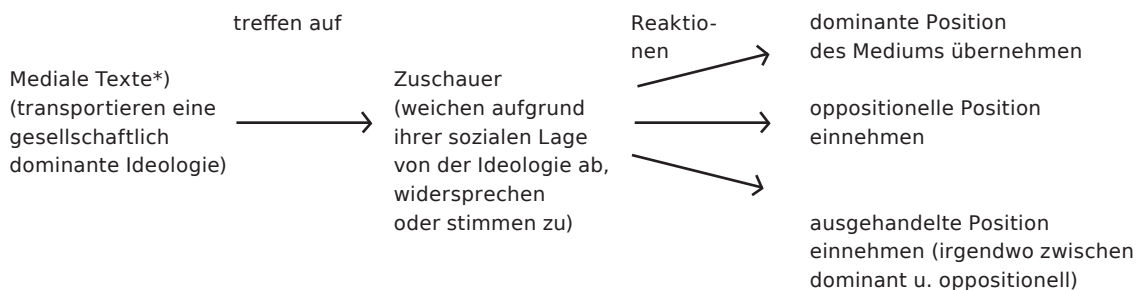 treffen auf
Mediale Texte*)
(transportieren eine
gesellschaftlich
dominante Ideologie)
Zuschauer
(weichen aufgrund
ihrer sozialen Lage
von der Ideologie ab,
widersprechen
oder stimmen zu)
Reaktio-
nen
dominante Position
des Mediums übernehmen
oppositionelle Position
einnehmen
ausgehandelte Position
einnehmen (irgendwo zwischen
dominant u. oppositionell)